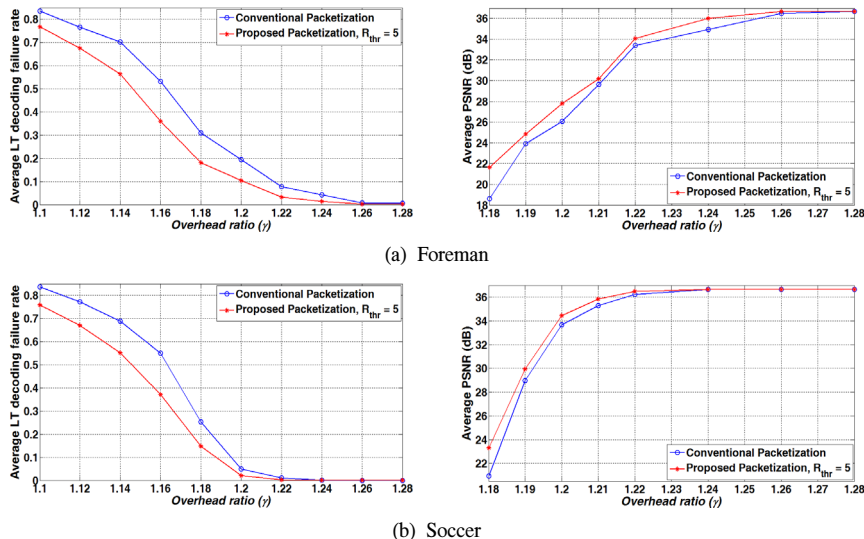 Average LT decoding failure rate
0.8
0.7
0.6
0.5
0.4
0.3
0.2
0.1
0
1.1 1.12 1.14 1.16 1.18 1.2 1.22 1.24 1.26 1.28
Overhead ratio (γ)
Conventional Packetization
Proposed Packetization, R_thr = 5
Average PSNR (dB)
36
34
32
30
28
26
24
22
20
18
1.18 1.19 1.2 1.21 1.22 1.23 1.24 1.25 1.26 1.27 1.28
Overhead ratio (γ)
Conventional Packetization
Proposed Packetization, R_thr = 5
(a) Foreman
Average LT decoding failure rate
0.8
0.7
0.6
0.5
0.4
0.3
0.2
0.1
0
1.1 1.12 1.14 1.16 1.18 1.2 1.22 1.24 1.26 1.28
Overhead ratio (γ)
Conventional Packetization
Proposed Packetization, R_thr = 5
Average PSNR (dB)
36
34
32
30
28
26
24
22
1.18 1.19 1.2 1.21 1.22 1.23 1.24 1.25 1.26 1.27 1.28
Overhead ratio (γ)
Conventional Packetization
Proposed Packetization, R_thr = 5
(b) Soccer